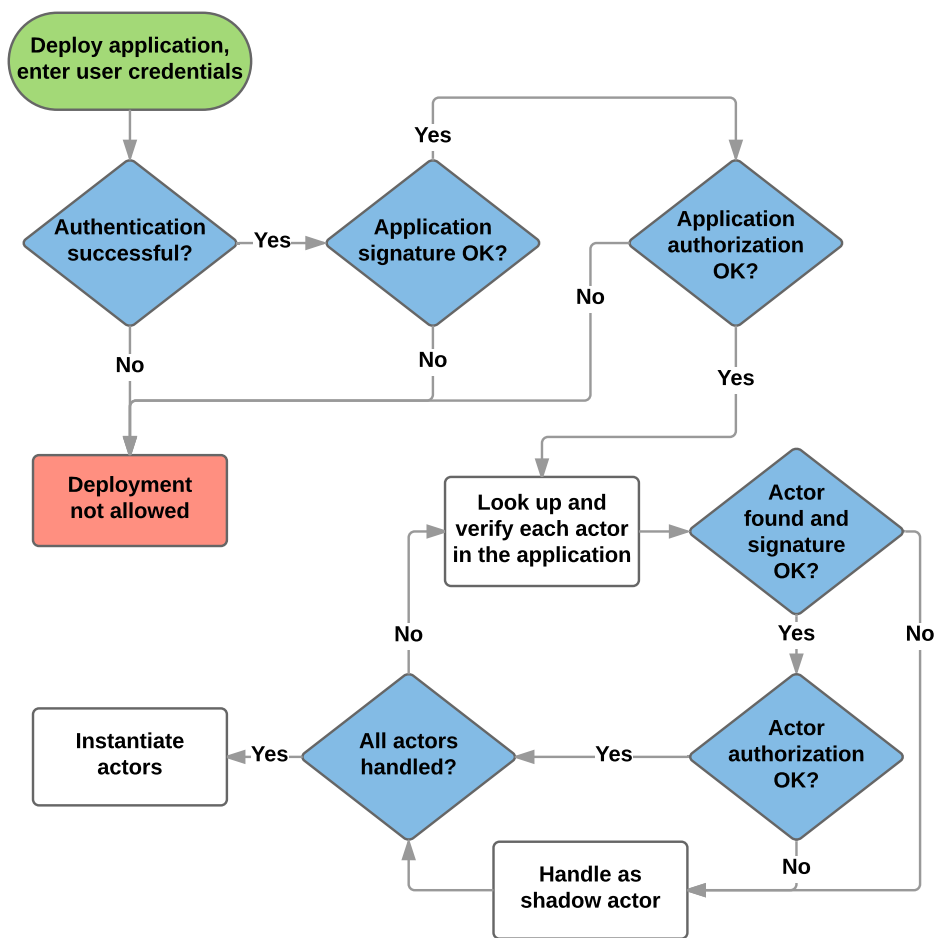 Deploy application,
enter user credentials
Authentication
successful?
Yes
Application
signature OK?
Yes
Application
authorization
OK?
No
No
No
Yes
Deployment
not allowed
Look up and
verify each actor
in the application
Actor
found and
signature
OK?
Yes
No
No
Instantiate
actors
Yes
All actors
handled?
Yes
Actor
authorization
OK?
No
Handle as
shadow actor